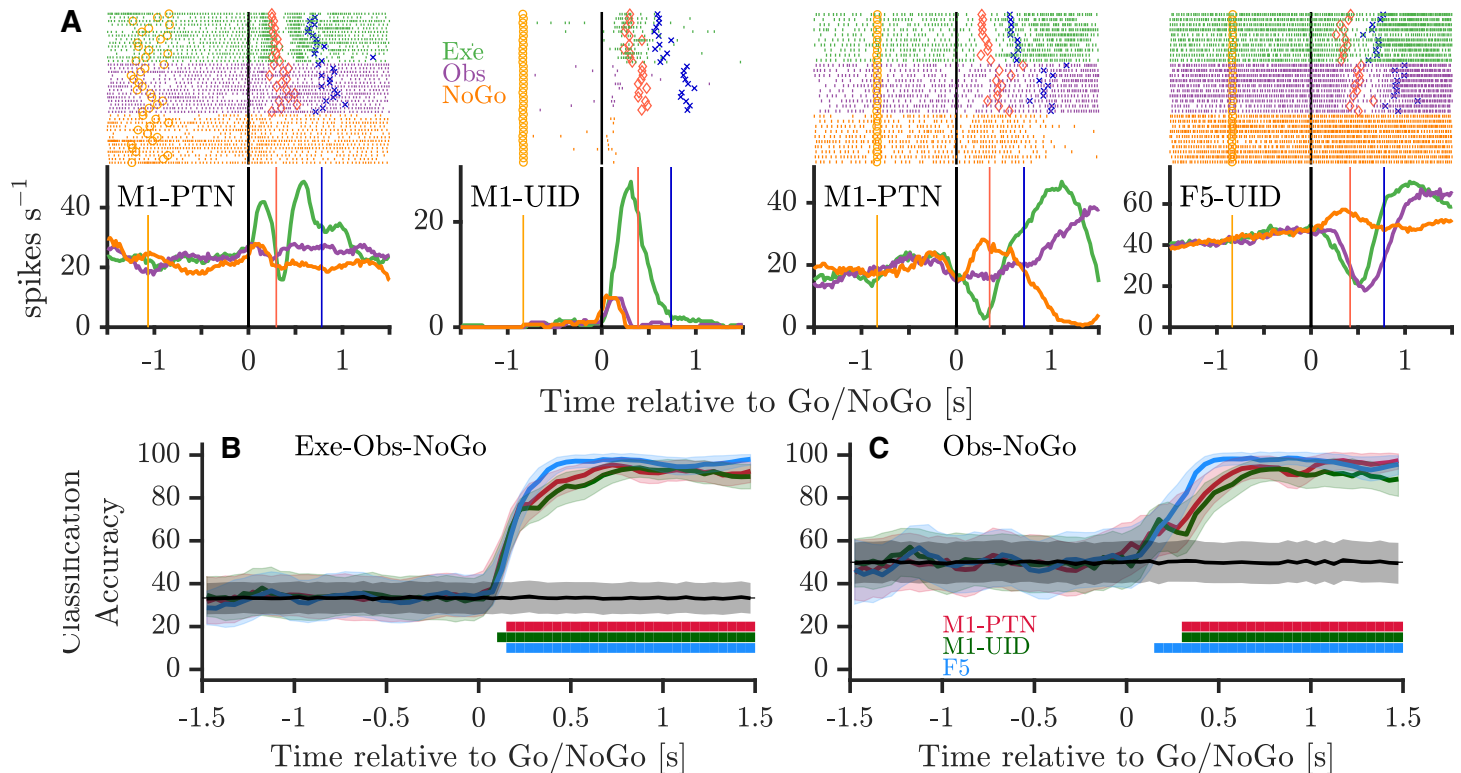 A
Exe
Obs
NoGo
M1-PTN
M1-UID
M1-PTN
F5-UID
spikes s⁻¹
40
20
0
20
0
50
0
60
40
20
0
-1 0 1
-1 0 1
-1 0 1
-1 0 1
Time relative to Go/NoGo [s]
B
Exe-Obs-NoGo
Accuracy
100
80
60
40
20
0
-1.5 -1 -0.5 0 0.5 1 1.5
Time relative to Go/NoGo [s]
C
Obs-NoGo
100
80
60
40
20
0
M1-PTN
M1-UID
F5
-1.5 -1 -0.5 0 0.5 1 1.5
Time relative to Go/NoGo [s]